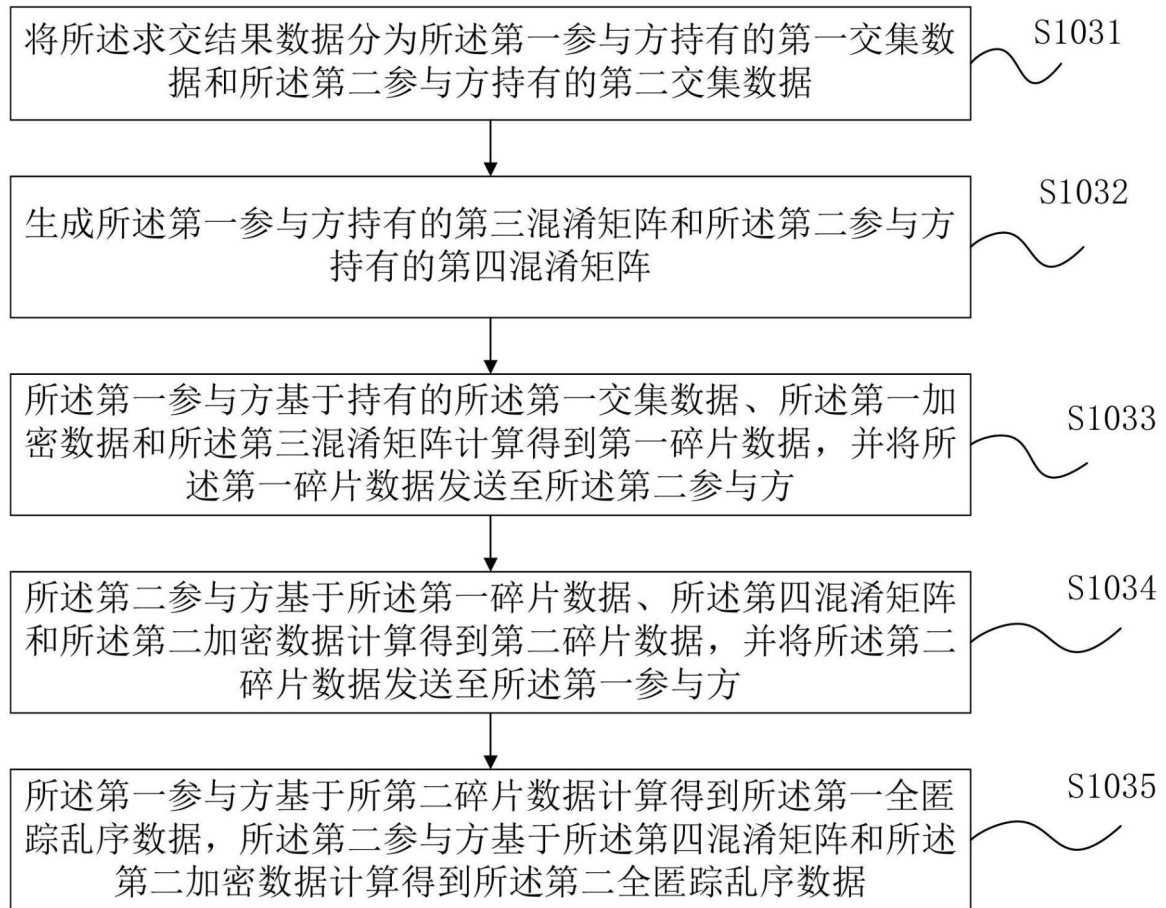 将所述求交结果数据分为所述第一参与方持有的第一交集数
据和所述第二参与方持有的第二交集数据
S1031
生成所述第一参与方持有的第三混淆矩阵和所述第二参与方
持有的第四混淆矩阵
S1032
所述第一参与方基于持有的所述第一交集数据、所述第一加
密数据和所述第三混淆矩阵计算得到第一碎片数据，并将所
述第一碎片数据发送至所述第二参与方
S1033
所述第二参与方基于所述第一碎片数据、所述第四混淆矩阵
和所述第二加密数据计算得到第二碎片数据，并将所述第二
碎片数据发送至所述第一参与方
S1034
所述第一参与方基于所第二碎片数据计算得到所述第一全匿
踪乱序数据，所述第二参与方基于所述第四混淆矩阵和所述
第二加密数据计算得到所述第二全匿踪乱序数据
S1035